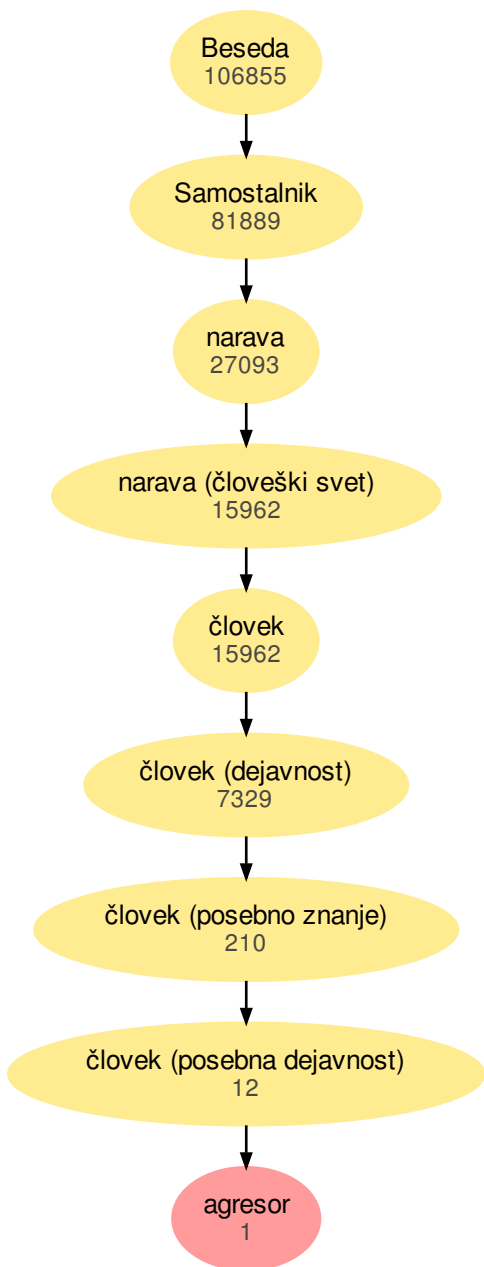 Beseda
106855
Samostalnik
81889
narava
27093
narava (človeški svet)
15962
človek
15962
človek (dejavnost)
7329
človek (posebno znanje)
210
človek (posebna dejavnost)
12
agresor
1